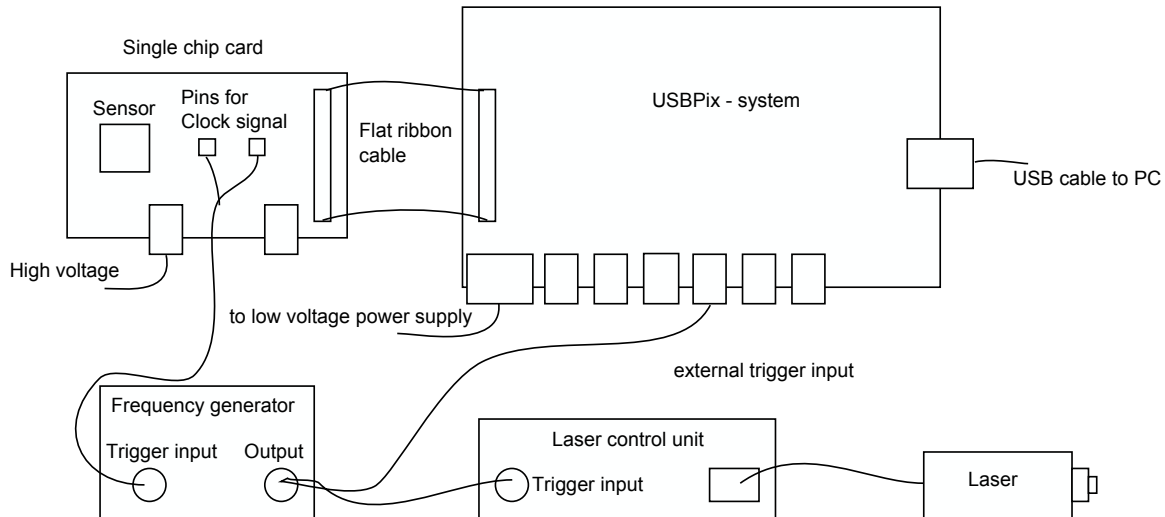 Single chip card
USBPix - system
Sensor
Pins for
Clock signal
Flat ribbon
cable
USB cable to PC
High voltage
to low voltage power supply
external trigger input
Frequency generator
Trigger input
Output
Laser control unit
Trigger input
Laser